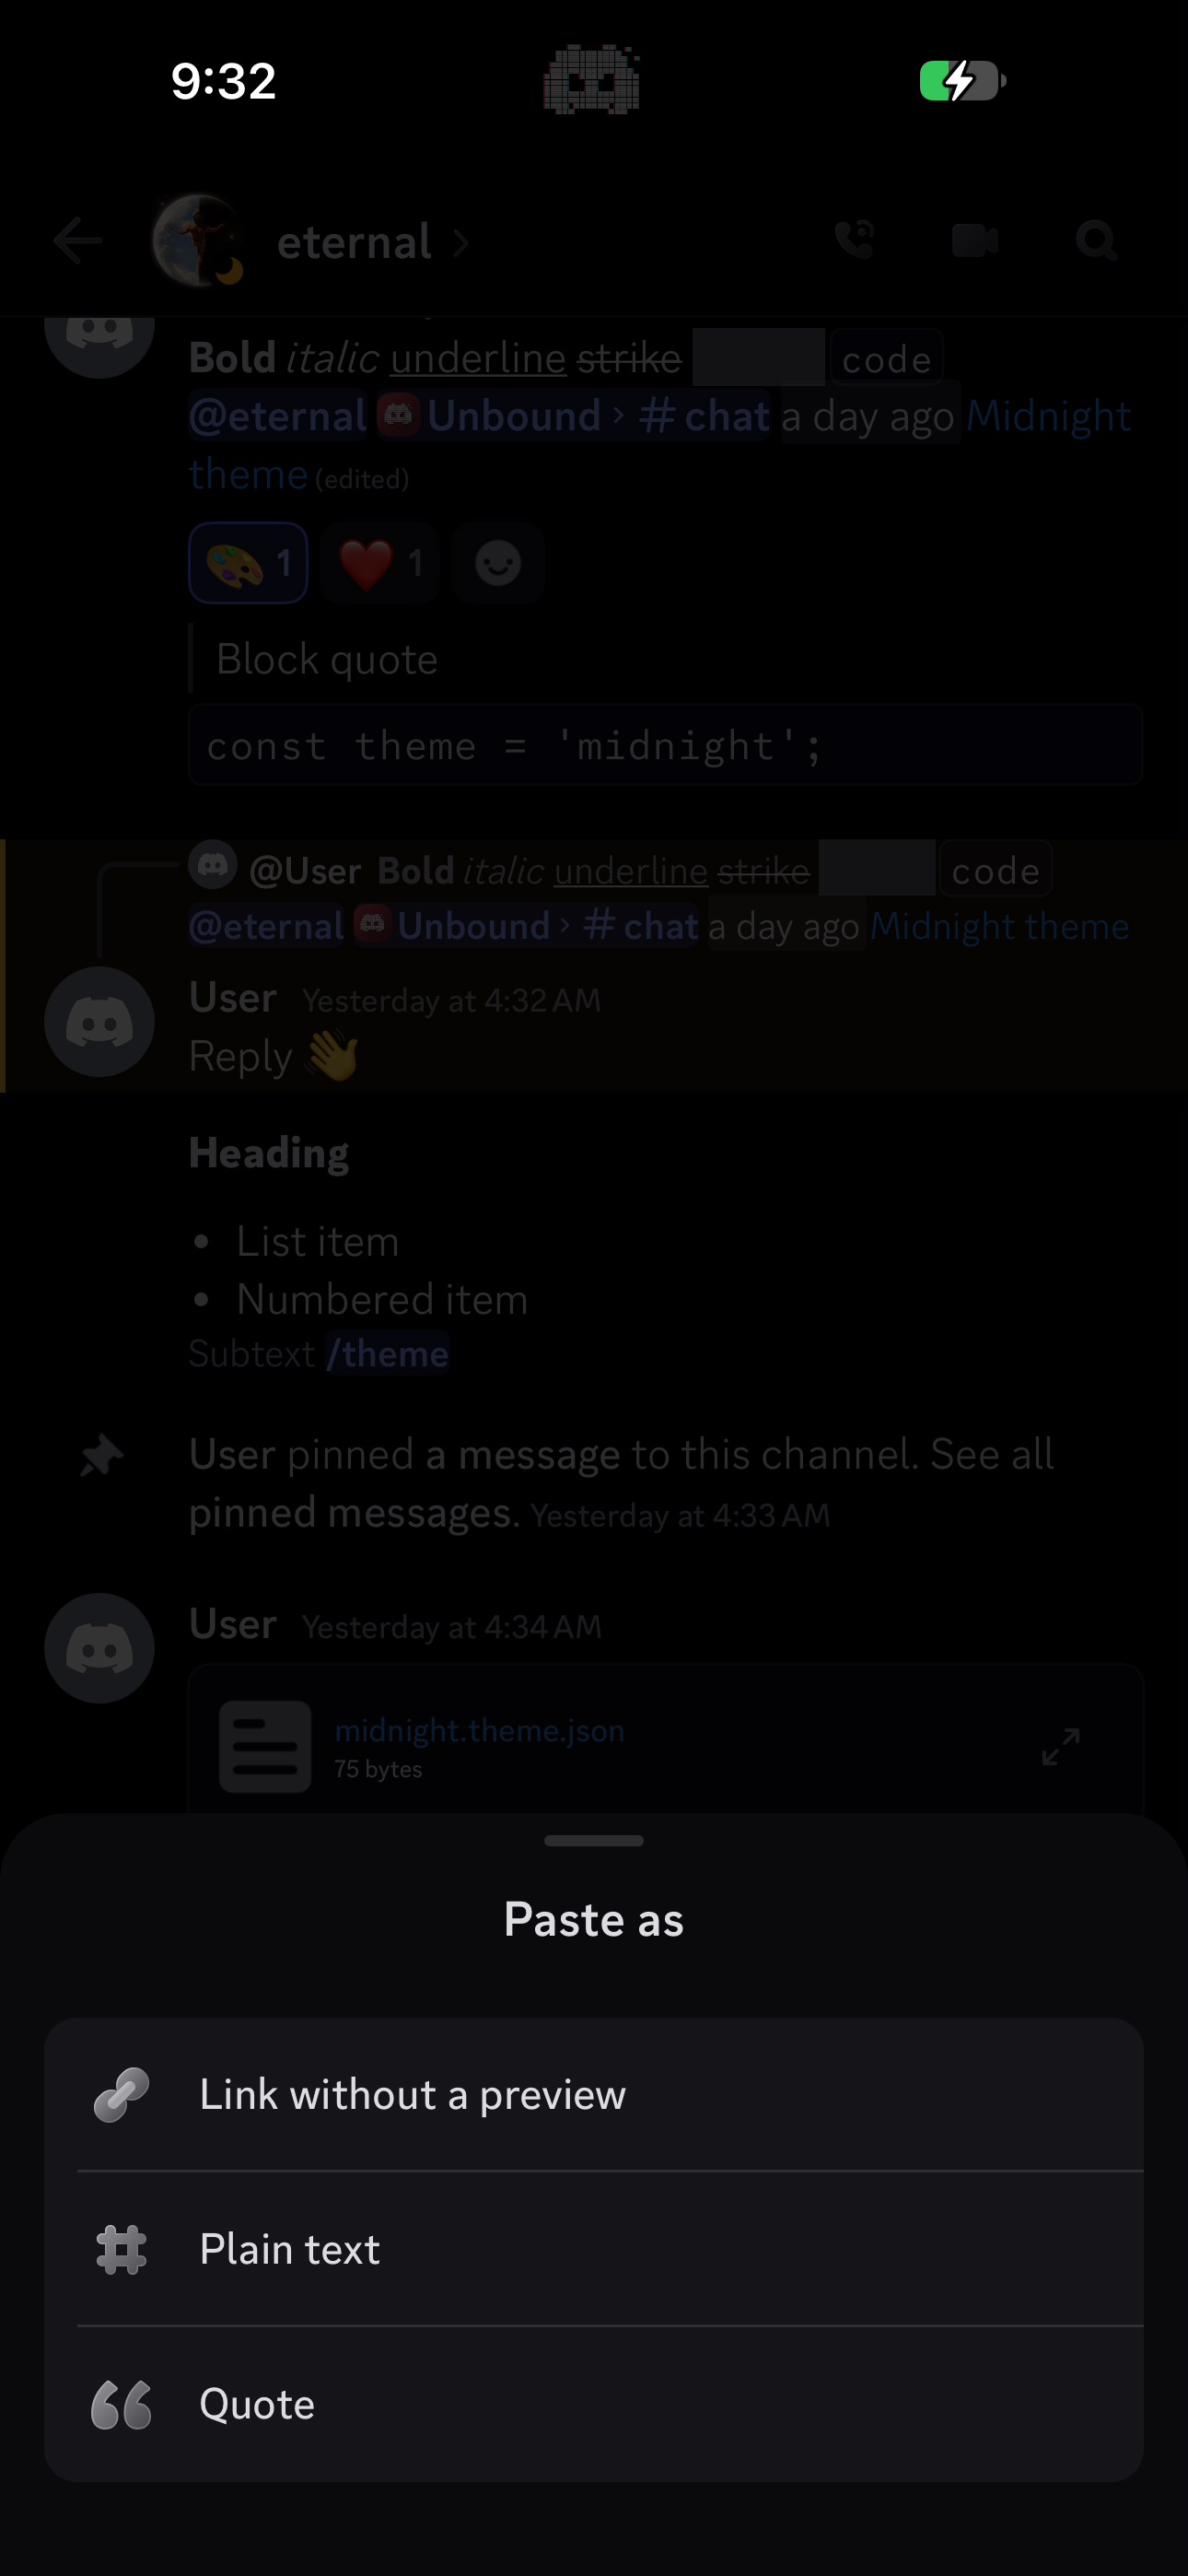 9:32
eternal
Bold italic underline strike code
@eternal Unbound › # chat a day ago Midnight
theme (edited)
1 1
Block quote
const theme = 'midnight';
@User Bold italic underline strike code
@eternal Unbound › # chat a day ago Midnight theme
User Yesterday at 4:32 AM
Reply 👋
Heading
• List item
• Numbered item
Subtext /theme
User pinned a message to this channel. See all
pinned messages. Yesterday at 4:33 AM
User Yesterday at 4:34 AM
midnight.theme.json
75 bytes
Paste as
Link without a preview
Plain text
Quote